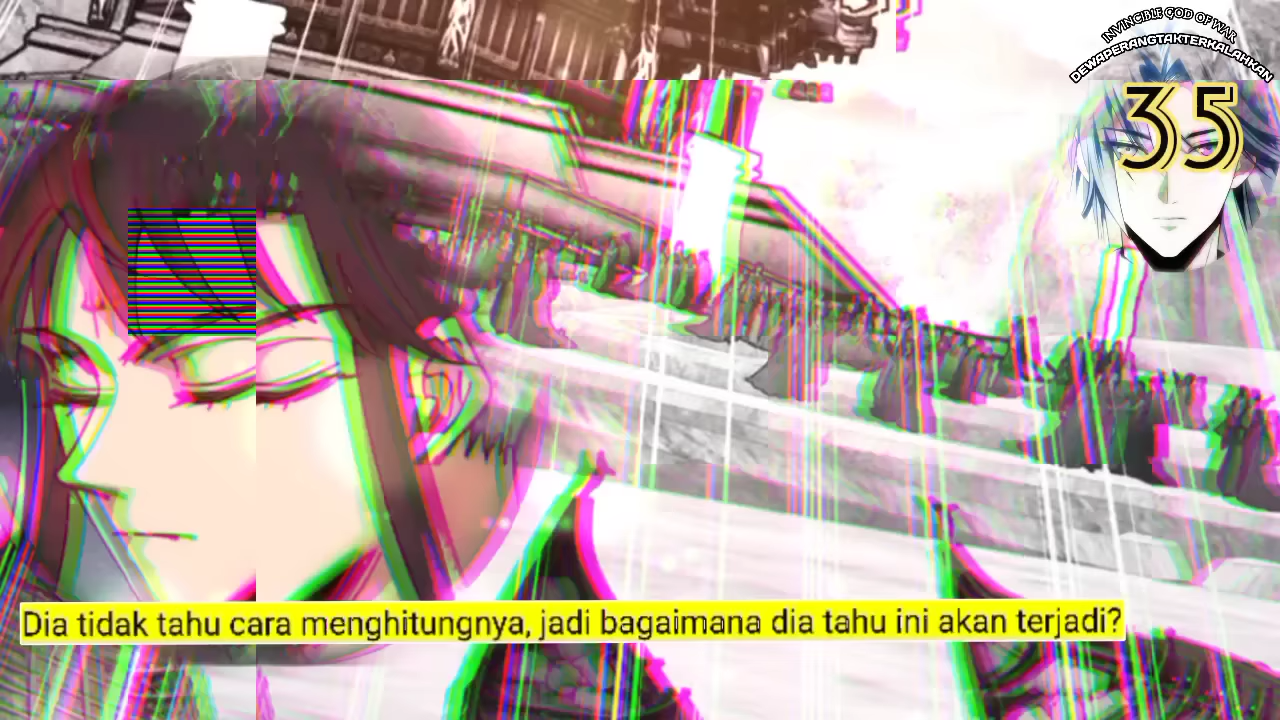 INVINCIBLE GOD OF WAR
DEWAPERANGTAKTERKALAHKAN
35
Dia tidak tahu cara menghitungnya, jadi bagaimana dia tahu ini akan terjadi?